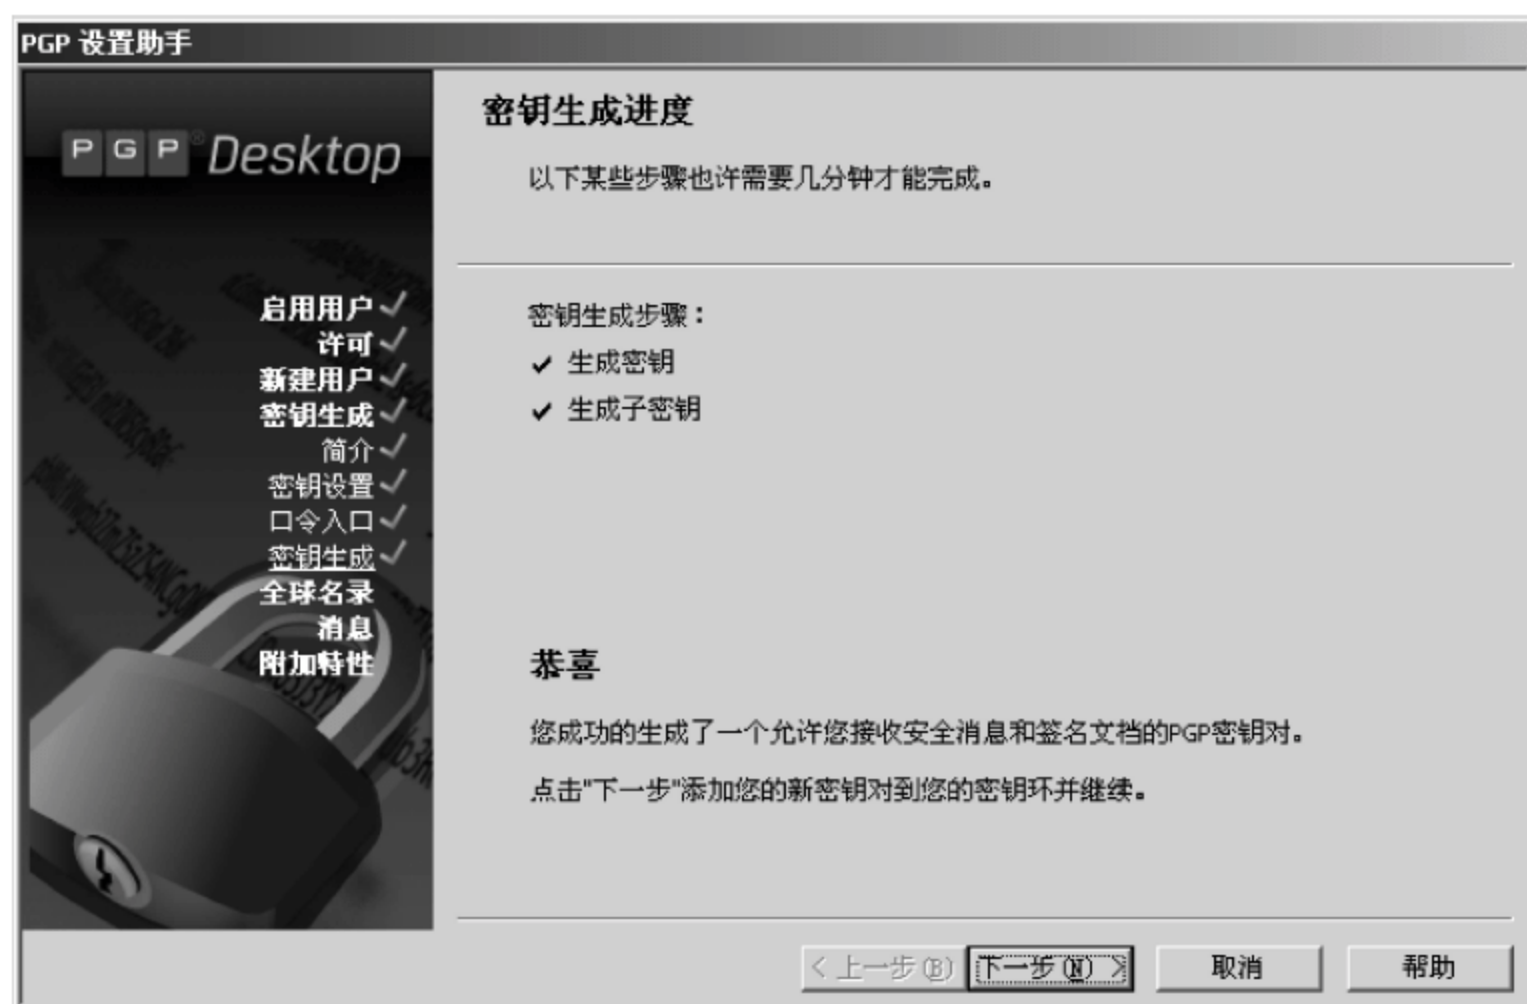 PGP 设置助手
PGP® Desktop
启用用户
许可
新建用户
密钥生成
简介
密钥设置
口令入口
密钥生成
全球名录
消息
附加特性
密钥生成进度
以下某些步骤也许需要几分钟才能完成。
密钥生成步骤：
✓ 生成密钥
✓ 生成子密钥
恭喜
您成功的生成了一个允许您接收安全消息和签名文档的PGP密钥对。
点击"下一步"添加您的新密钥对到您的密钥环并继续。
< 上一步(B) 下一步(N) > 取消 帮助